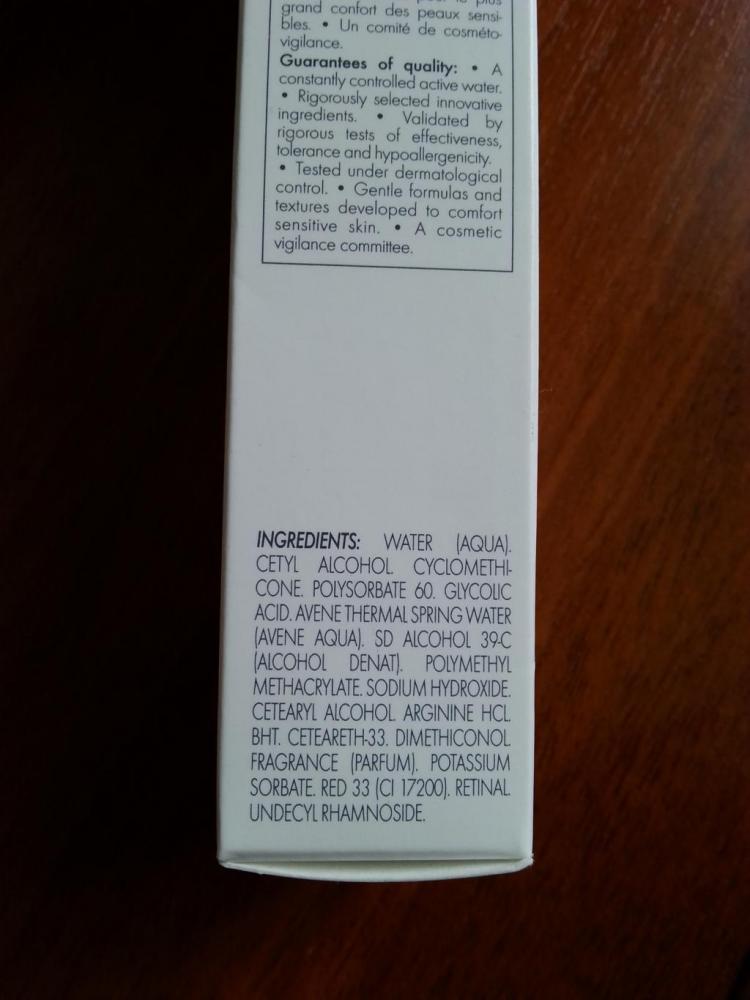 grand confort des peaux sensi-
bles. • Un comité de cosméto-
vigilance.
Guarantees of quality: • A
constantly controlled active water.
• Rigorously selected innovative
ingredients. • Validated by
rigorous tests of effectiveness,
tolerance and hypoallergenicity.
• Tested under dermatological
control. • Gentle formulas and
textures developed to comfort
sensitive skin. • A cosmetic
vigilance committee.
INGREDIENTS: WATER (AQUA).
CETYL ALCOHOL. CYCLOMETHI-
CONE. POLYSORBATE 60. GLYCOLIC
ACID. AVENE THERMAL SPRING WATER
(AVENE AQUA). SD ALCOHOL 39-C
(ALCOHOL DENAT). POLYMETHYL
METHACRYLATE. SODIUM HYDROXIDE.
CETEARYL ALCOHOL. ARGININE HCL.
BHT. CETEARETH-33. DIMETHICONOL.
FRAGRANCE (PARFUM). POTASSIUM
SORBATE. RED 33 (CI 17200). RETINAL.
UNDECYL RHAMNOSIDE.